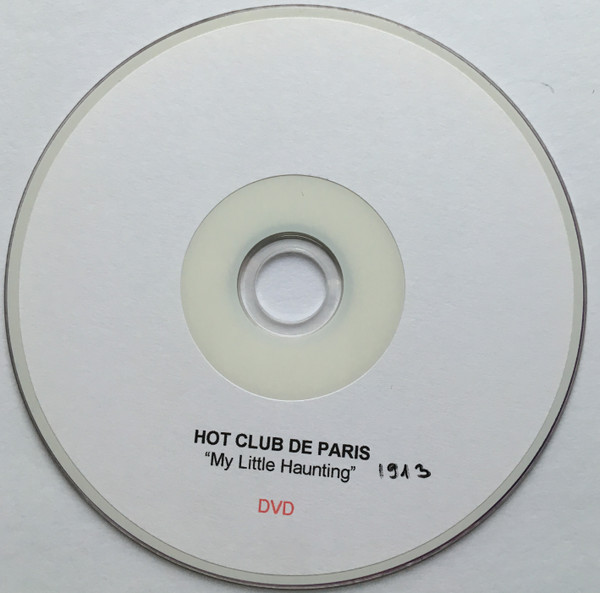 HOT CLUB DE PARIS
“My Little Haunting” 1913
DVD